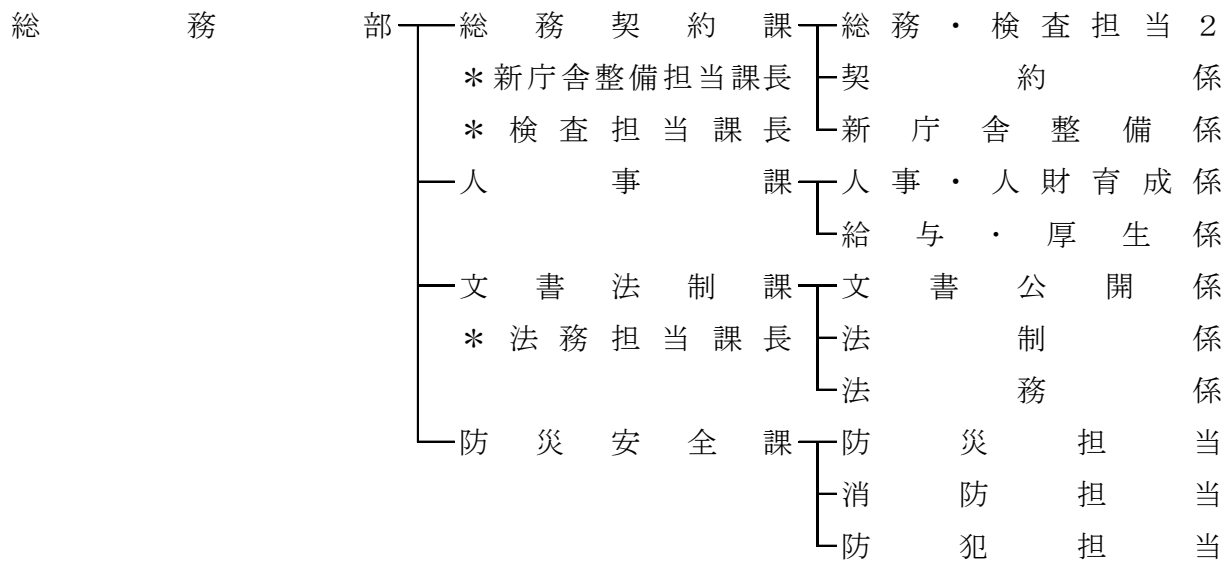 総務部 総務契約課 総務・検査担当2
＊新庁舎整備担当課長 契約係
＊検査担当課長 新庁舎整備係
人事課 人事・人財育成係
給与・厚生係
文書法制課 文書公開係
＊法務担当課長 法制係
法務係
防災安全課 防災担当
消防担当
防犯担当